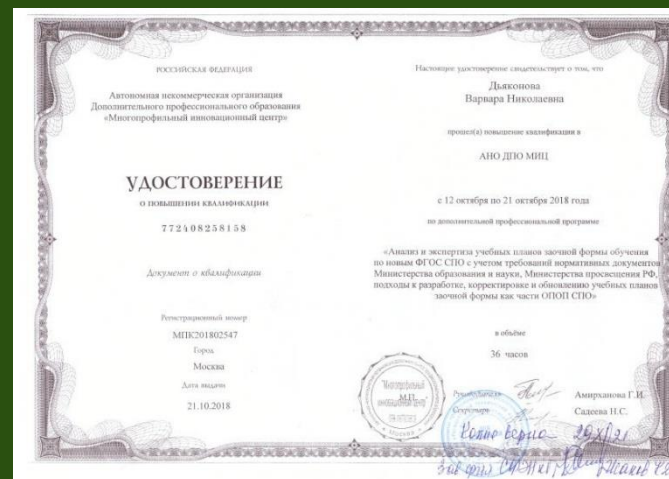 РОССИЙСКАЯ ФЕДЕРАЦИЯ
Автономная некоммерческая организация
Дополнительного профессионального образования
«Многопрофильный инновационный центр»
УДОСТОВЕРЕНИЕ
О ПОВЫШЕНИИ КВАЛИФИКАЦИИ
772408258158
Документ о квалификации
Регистрационный номер
МПК201802547
Город
Москва
Дата выдачи
21.10.2018
Настоящее удостоверение свидетельствует о том, что
Дьяконова
Варвара Николаевна
прошел(а) повышение квалификации в
АНО ДПО МИЦ
с 12 октября по 21 октября 2018 года
по дополнительной профессиональной программе
«Анализ и экспертиза учебных планов заочной формы обучения
по новым ФГОС СПО с учетом требований нормативных документов
Министерства образования и науки, Министерства просвещения РФ,
подходы к разработке, корректировке и обновлению учебных планов
заочной формы как части ОПОП СПО»
в объёме
36 часов
М.П.
Руководитель
Амирханова Г.И.
Секретарь
Садеева Н.С.
Копия верна